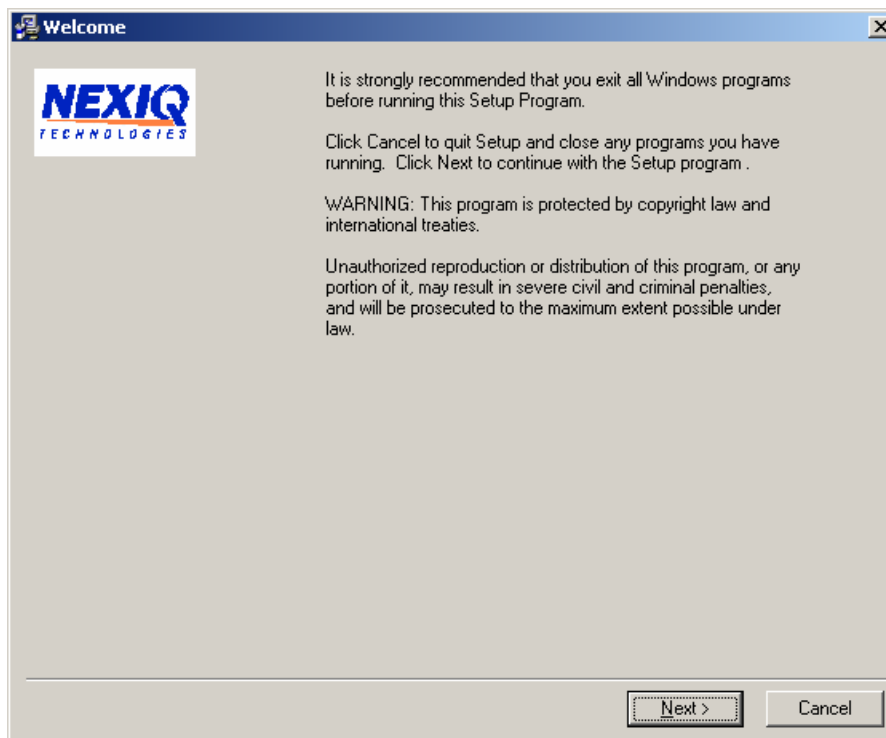 Welcome
NEXIQ
TECHNOLOGIES
It is strongly recommended that you exit all Windows programs
before running this Setup Program.
Click Cancel to quit Setup and close any programs you have
running. Click Next to continue with the Setup program .
WARNING: This program is protected by copyright law and
international treaties.
Unauthorized reproduction or distribution of this program, or any
portion of it, may result in severe civil and criminal penalties,
and will be prosecuted to the maximum extent possible under
law.
Next >
Cancel